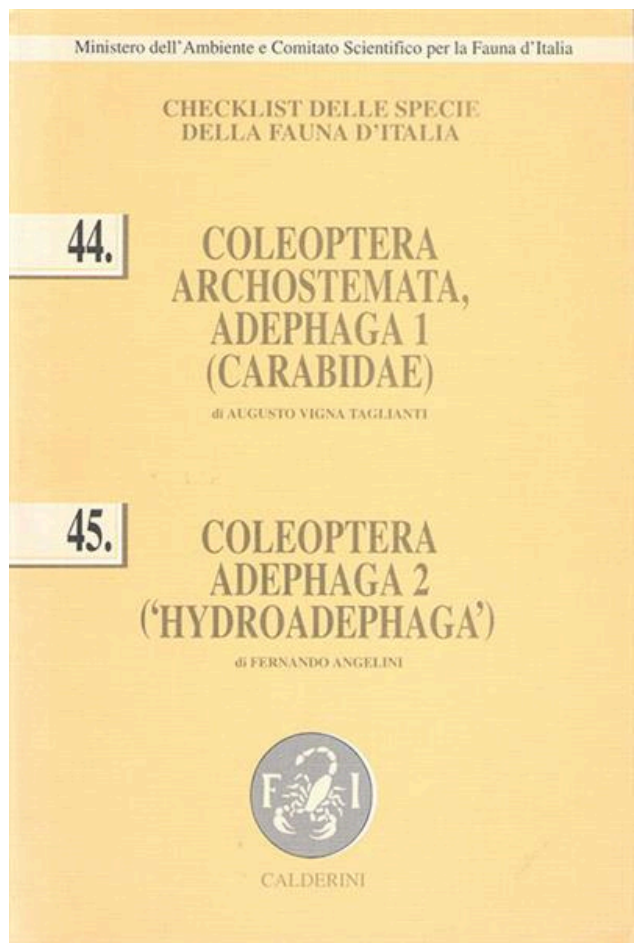 Ministero dell'Ambiente e Comitato Scientifico per la Fauna d'Italia
CHECKLIST DELLE SPECIE
DELLA FAUNA D'ITALIA
44.
COLEOPTERA
ARCHOSTEMATA,
ADEPHAGA 1
(CARABIDAE)
di AUGUSTO VIGNA TAGLIANTI
45.
COLEOPTERA
ADEPHAGA 2
('HYDROADEPHAGA')
di FERNANDO ANGELINI
F I
CALDERINI